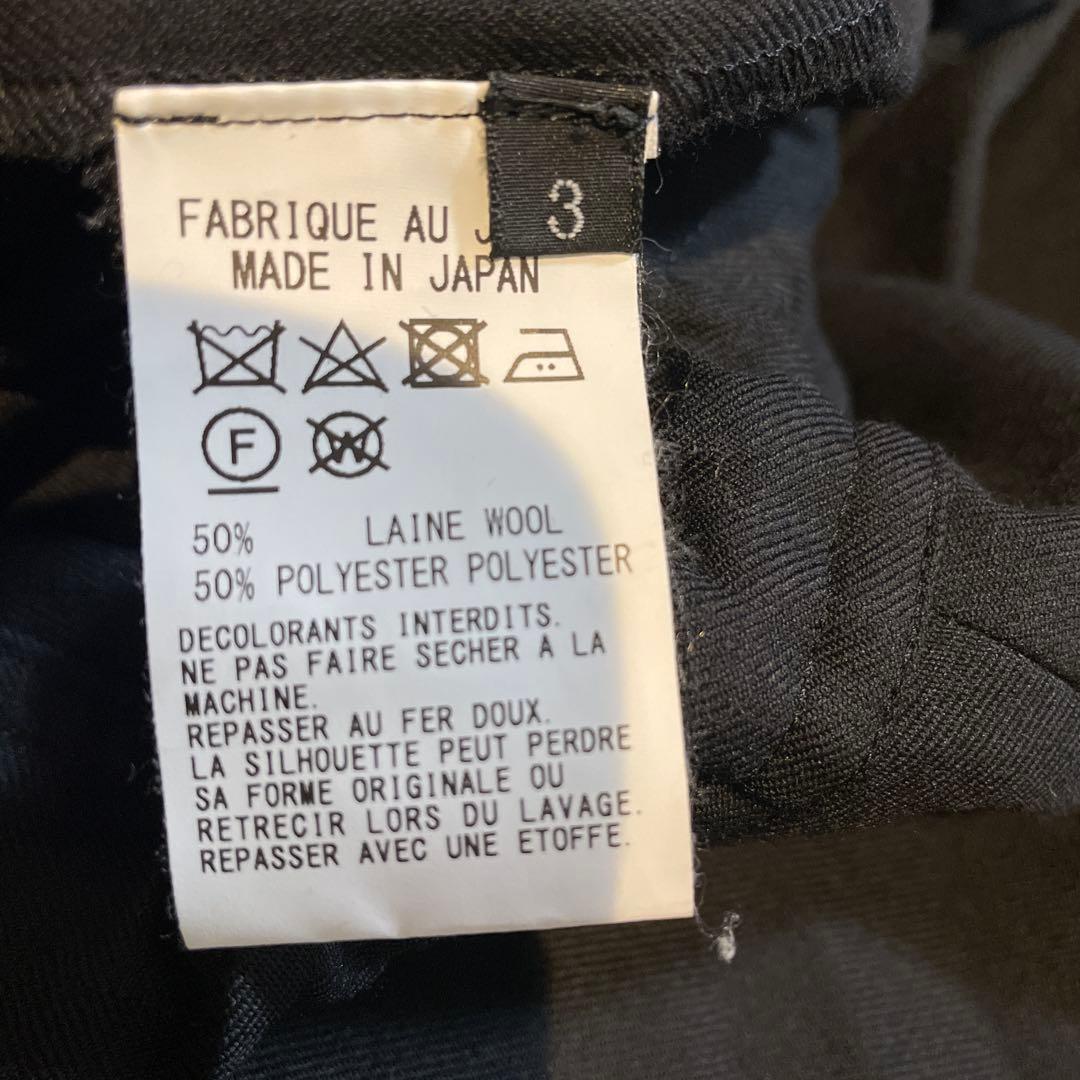 3
FABRIQUE AU
MADE IN JAPAN
F
W
50% LAINE WOOL
50% POLYESTER POLYESTER
DECOLORANTS INTERDITS.
NE PAS FAIRE SECHER A LA
MACHINE.
REPASSER AU FER DOUX.
LA SILHOUETTE PEUT PERDRE
SA FORME ORIGINALE OU
RETRECIR LORS DU LAVAGE.
REPASSER AVEC UNE ETOFFE.